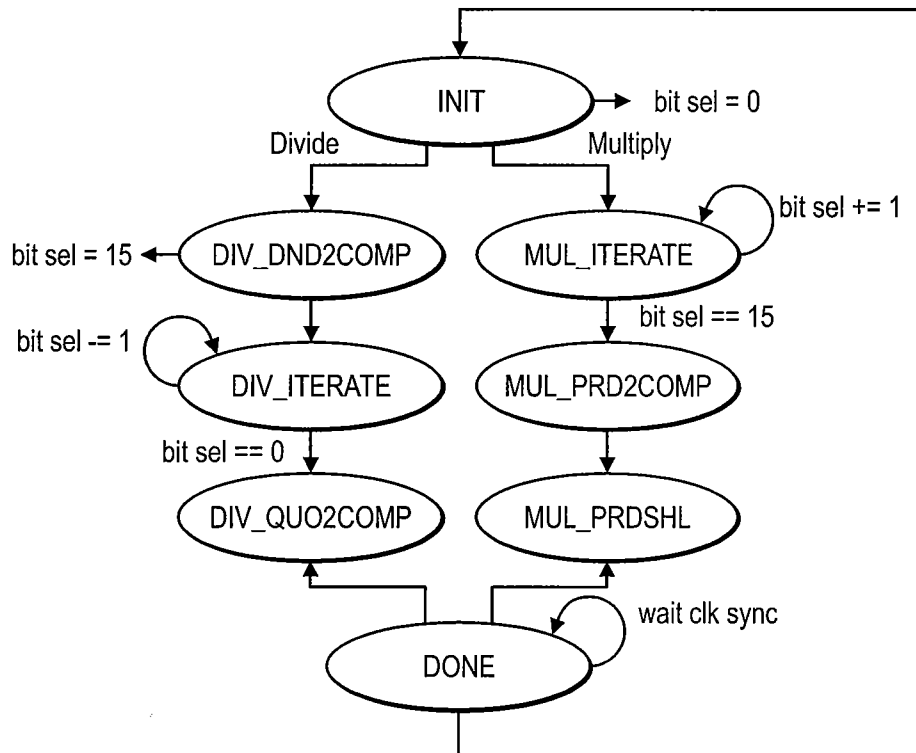 INIT
bit sel = 0
Divide
Multiply
DIV_DND2COMP
bit sel = 15
MUL_ITERATE
bit sel += 1
bit sel == 15
bit sel -= 1
DIV_ITERATE
MUL_PRD2COMP
bit sel == 0
DIV_QUO2COMP
MUL_PRDSHL
wait clk sync
DONE